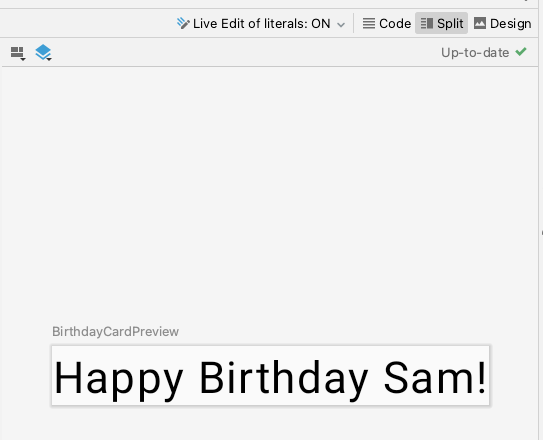 Live Edit of literals: ON Code Split Design
Up-to-date
BirthdayCardPreview
Happy Birthday Sam!